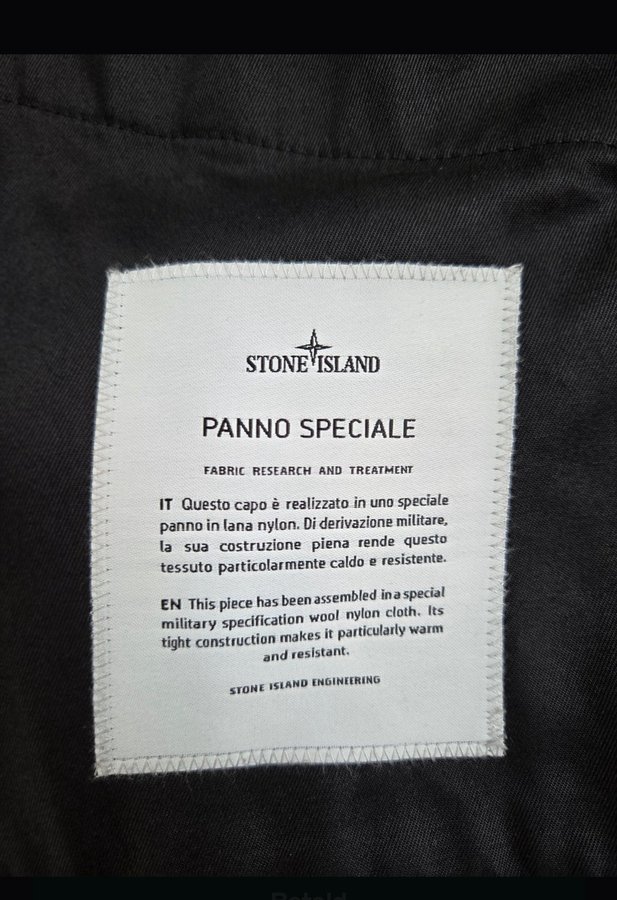 STONE ISLAND
PANNO SPECIALE
FABRIC RESEARCH AND TREATMENT
IT Questo capo è realizzato in uno speciale
panno in lana nylon. Di derivazione militare,
la sua costruzione piena rende questo
tessuto particolarmente caldo e resistente.
EN This piece has been assembled in a special
military specification wool nylon cloth. Its
tight construction makes it particularly warm
and resistant.
STONE ISLAND ENGINEERING